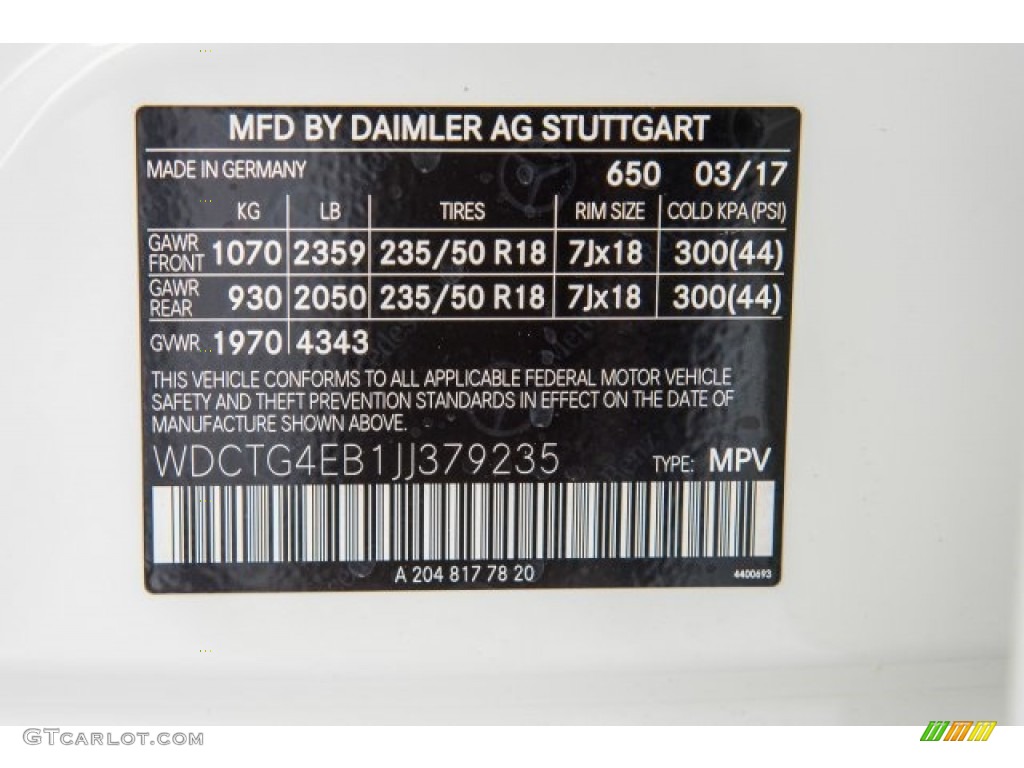 MFD BY DAIMLER AG STUTTGART
MADE IN GERMANY 650 03/17
KG LB TIRES RIM SIZE COLD KPA (PSI)
GAWR FRONT 1070 2359 235/50 R18 7Jx18 300(44)
GAWR REAR 930 2050 235/50 R18 7Jx18 300(44)
GVWR 1970 4343
THIS VEHICLE CONFORMS TO ALL APPLICABLE FEDERAL MOTOR VEHICLE
SAFETY AND THEFT PREVENTION STANDARDS IN EFFECT ON THE DATE OF
MANUFACTURE SHOWN ABOVE.
WDCTG4EB1JJ379235 TYPE: MPV
A 204 817 78 20 4400693
GTCARLOT.COM